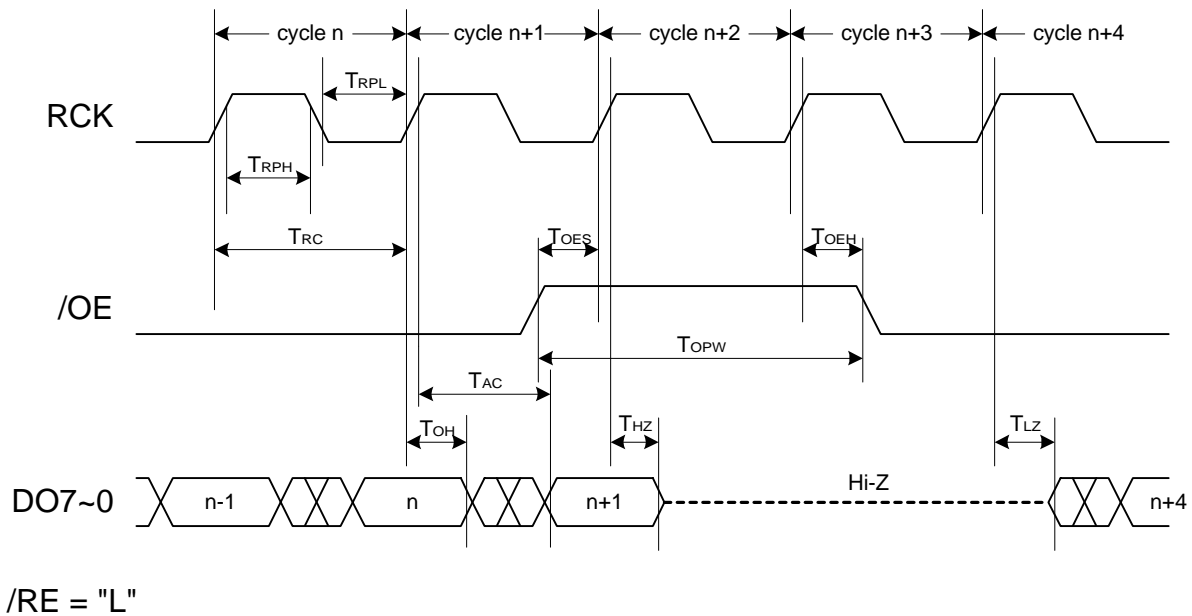 cycle n cycle n+1 cycle n+2 cycle n+3 cycle n+4
TRPL
RCK
TRPH
TRC TOES TOEH
/OE
TOPW
TAC
TOH THZ TLZ
DO7~0 n-1 n n+1 Hi-Z n+4
/RE = "L"